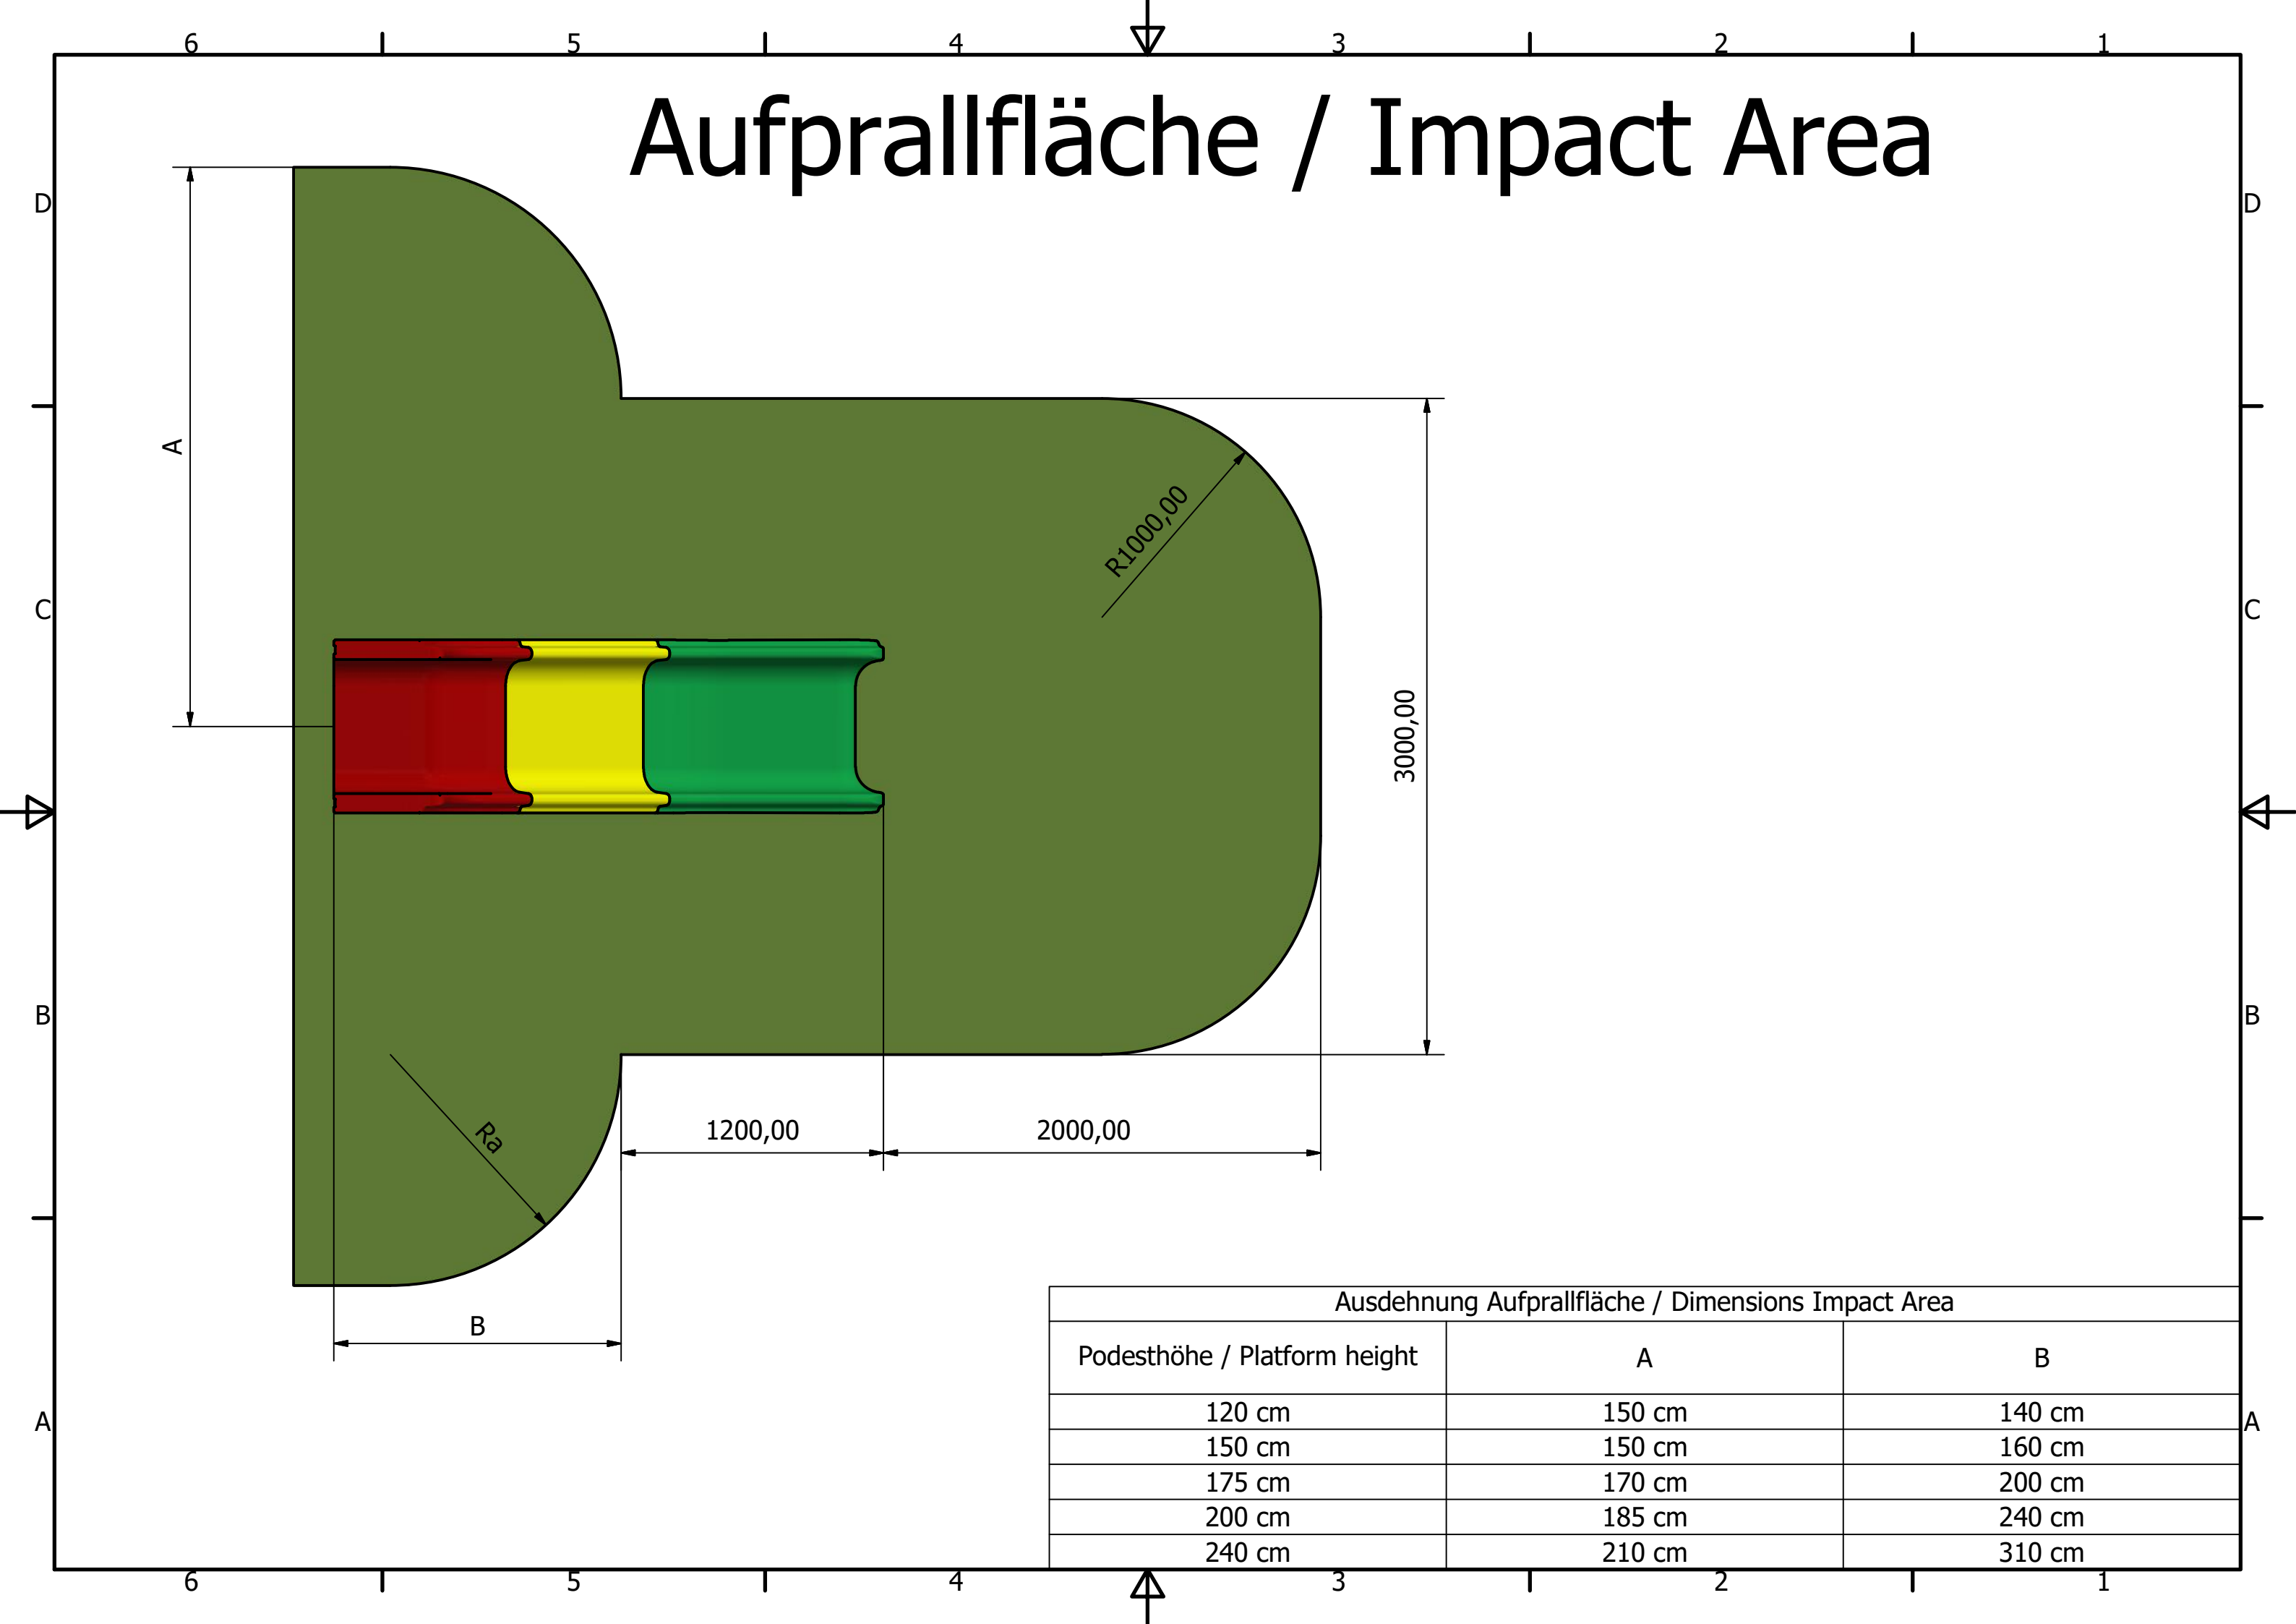 6 5 4 3 2 1
Aufprallfläche / Impact Area
D D
A
R1000,00
C C
3000,00
B B
Ra
1200,00 2000,00
B
Ausdehnung Aufprallfläche / Dimensions Impact Area
Podesthöhe / Platform height A B
120 cm 150 cm 140 cm
A A
150 cm 150 cm 160 cm
175 cm 170 cm 200 cm
200 cm 185 cm 240 cm
240 cm 210 cm 310 cm
6 5 4 3 2 1